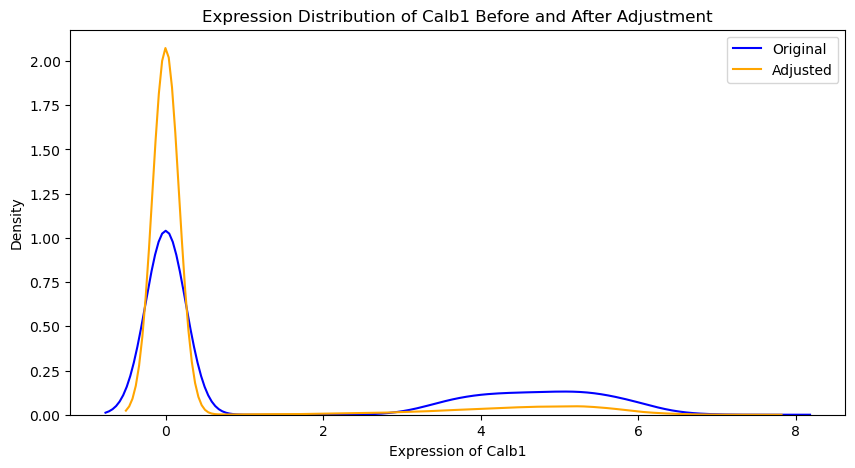 Expression Distribution of Calb1 Before and After Adjustment
Original
Adjusted
Density
2.00
1.75
1.50
1.25
1.00
0.75
0.50
0.25
0.00
0 2 4 6 8
Expression of Calb1